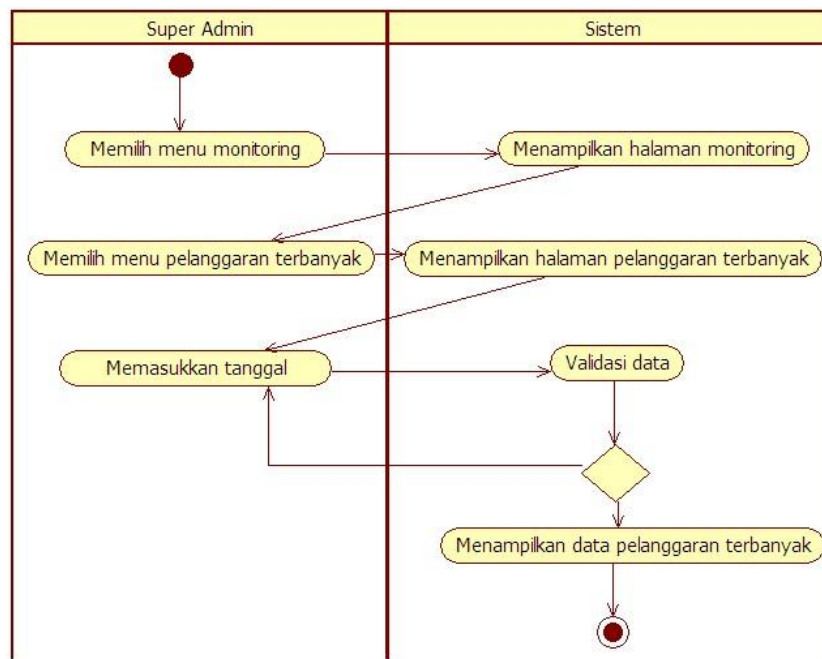 Super Admin
Sistem
Memilih menu monitoring
Menampilkan halaman monitoring
Memilih menu pelanggaran terbanyak
Menampilkan halaman pelanggaran terbanyak
Memasukkan tanggal
Validasi data
Menampilkan data pelanggaran terbanyak